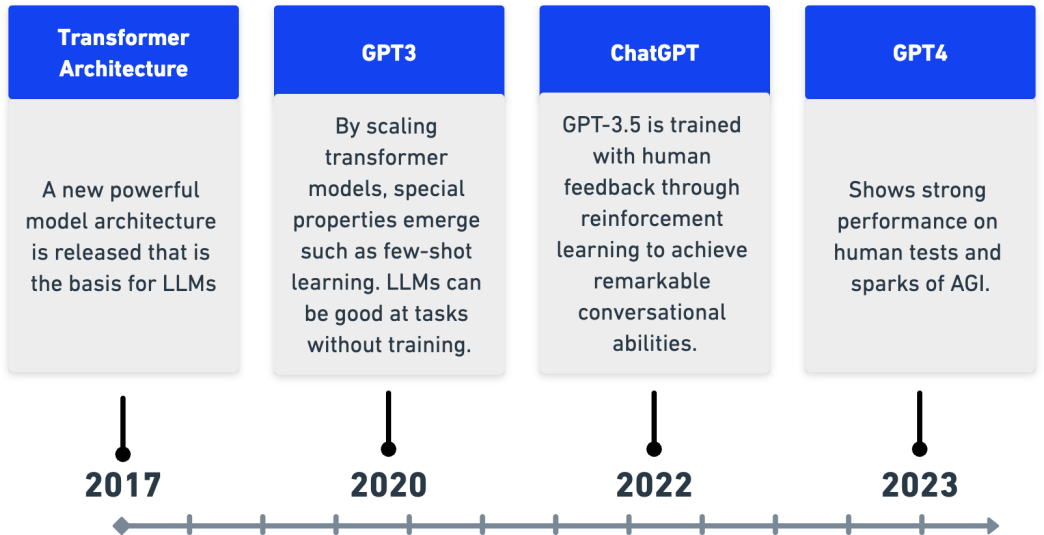 Transformer
Architecture
A new powerful
model architecture
is released that is
the basis for LLMs
GPT3
By scaling
transformer
models, special
properties emerge
such as few-shot
learning. LLMs can
be good at tasks
without training.
ChatGPT
GPT-3.5 is trained
with human
feedback through
reinforcement
learning to achieve
remarkable
conversational
abilities.
GPT4
Shows strong
performance on
human tests and
sparks of AGI.
2017
2020
2022
2023